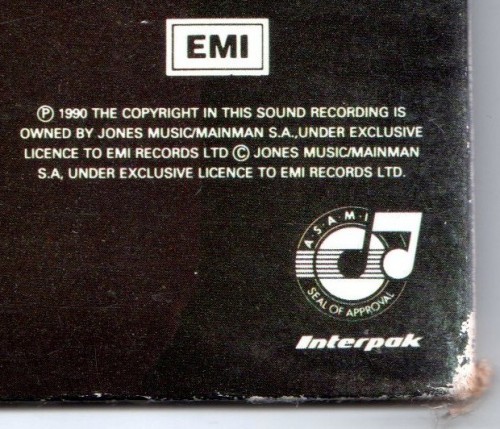 EMI
Ⓟ 1990 THE COPYRIGHT IN THIS SOUND RECORDING IS
OWNED BY JONES MUSIC/MAINMAN S.A.,UNDER EXCLUSIVE
LICENCE TO EMI RECORDS LTD Ⓒ JONES MUSIC/MAINMAN
S.A, UNDER EXCLUSIVE LICENCE TO EMI RECORDS LTD.
A·S·A·M·I
SEAL OF APPROVAL
Interpak